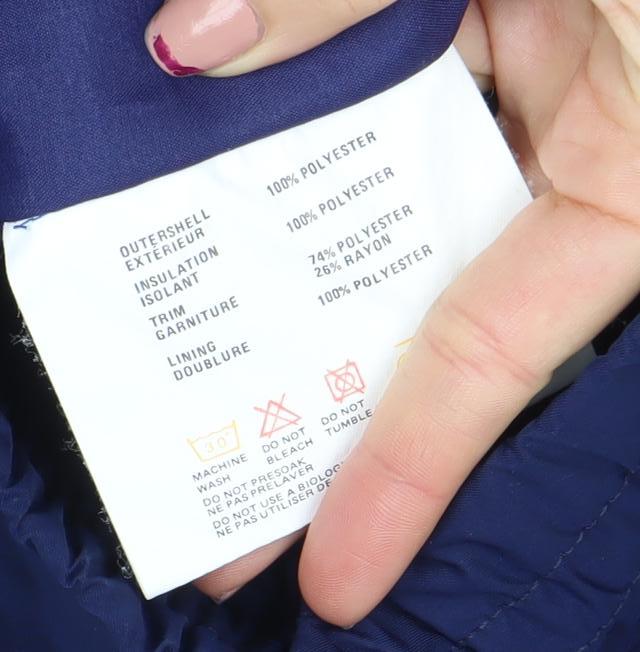 OUTERSHELL 100% POLYESTER
EXTÉRIEUR
INSULATION 100% POLYESTER
ISOLANT
TRIM 74% POLYESTER
GARNITURE 26% RAYON
LINING 100% POLYESTER
DOUBLURE
30°
MACHINE WASH
DO NOT BLEACH
DO NOT TUMBLE
DO NOT PRESOAK
NE PAS PRELAVER
DO NOT USE A
NE PAS UTILISER DE